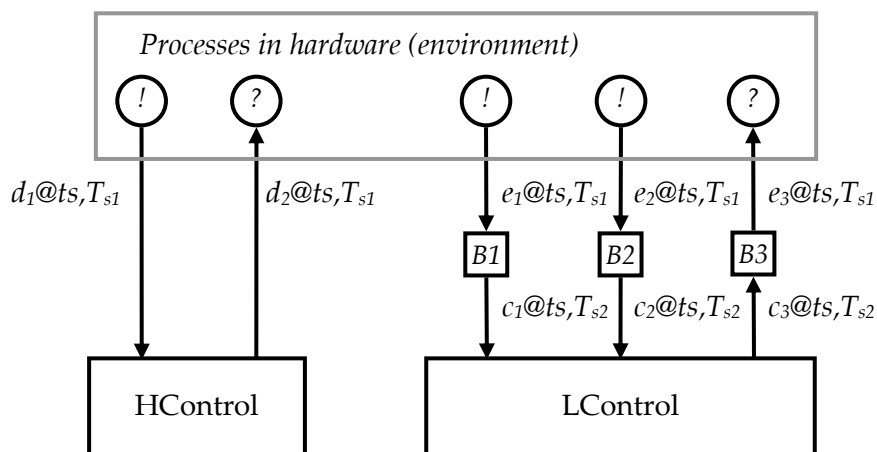 Processes in hardware (environment)
! ? ! ! ?
d1@ts,Ts1 d2@ts,Ts1 e1@ts,Ts1 e2@ts,Ts1 e3@ts,Ts1
B1 B2 B3
c1@ts,Ts2 c2@ts,Ts2 c3@ts,Ts2
HControl LControl